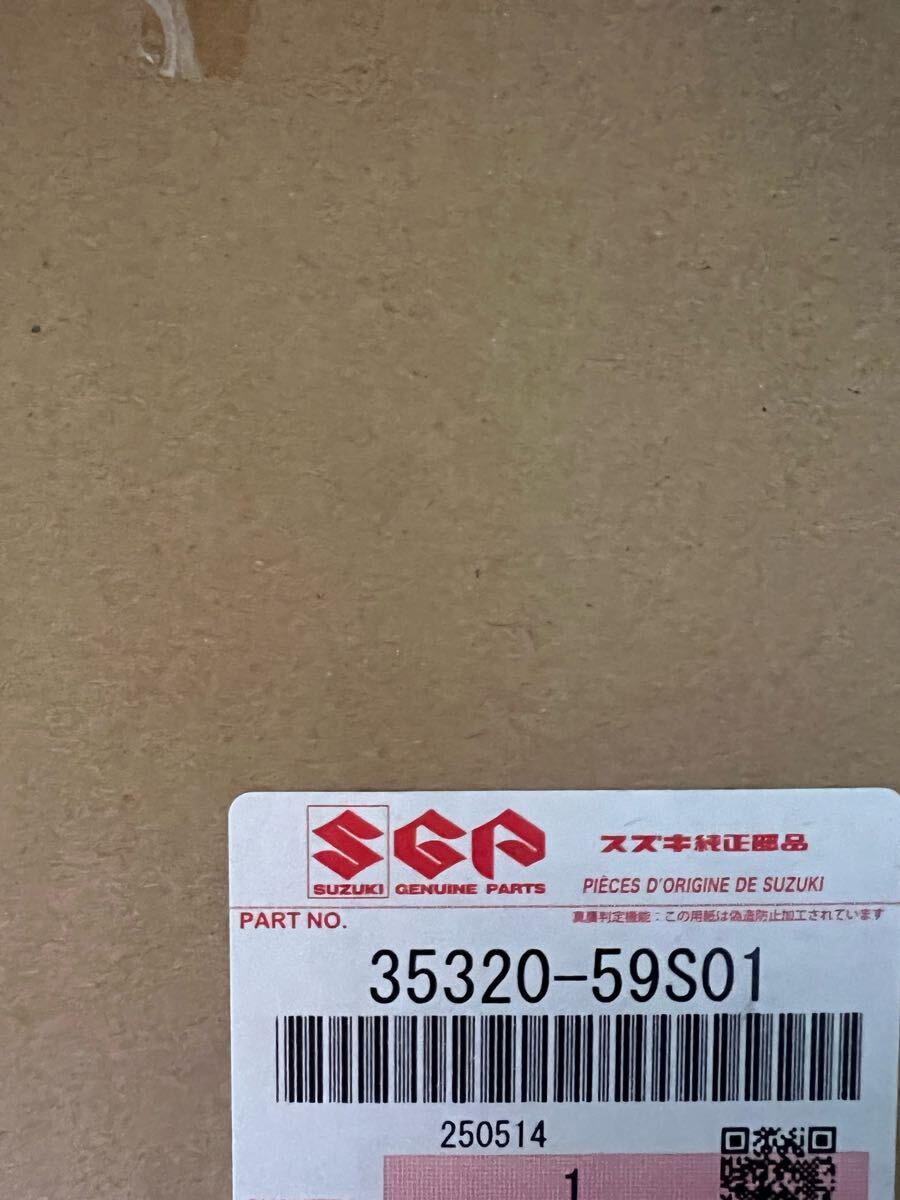 SUZUKI
SGP
GENUINE PARTS
スズキ純正部品
PIÈCES D'ORIGINE DE SUZUKI
PART NO.
真贋判定機能：この用紙は偽造防止加工されています
35320-59S01
250514
1